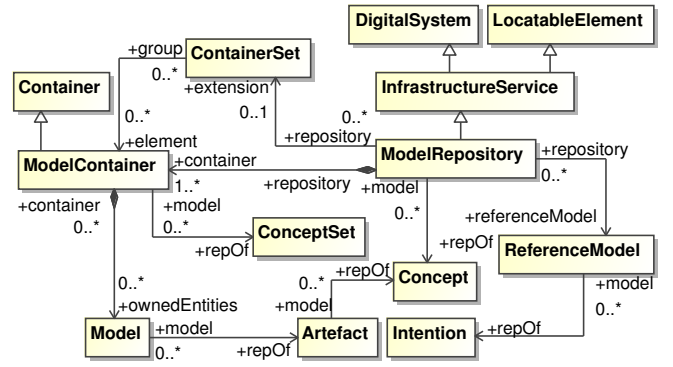 DigitalSystem
LocatableElement
+group
ContainerSet
0..*
+extension
0..1
Container
InfrastructureService
0..*
0..*
+element
+repository
ModelContainer
+container
1..*
+repository
ModelRepository
+model
0..*
+repository
0..*
+container
0..*
+model
0..*
+repOf
ConceptSet
+referenceModel
+repOf
ReferenceModel
0..*
+ownedEntities
0..*
+repOf
+model
Concept
+model
0..*
Model
+model
0..*
+repOf
Artefact
Intention
+repOf